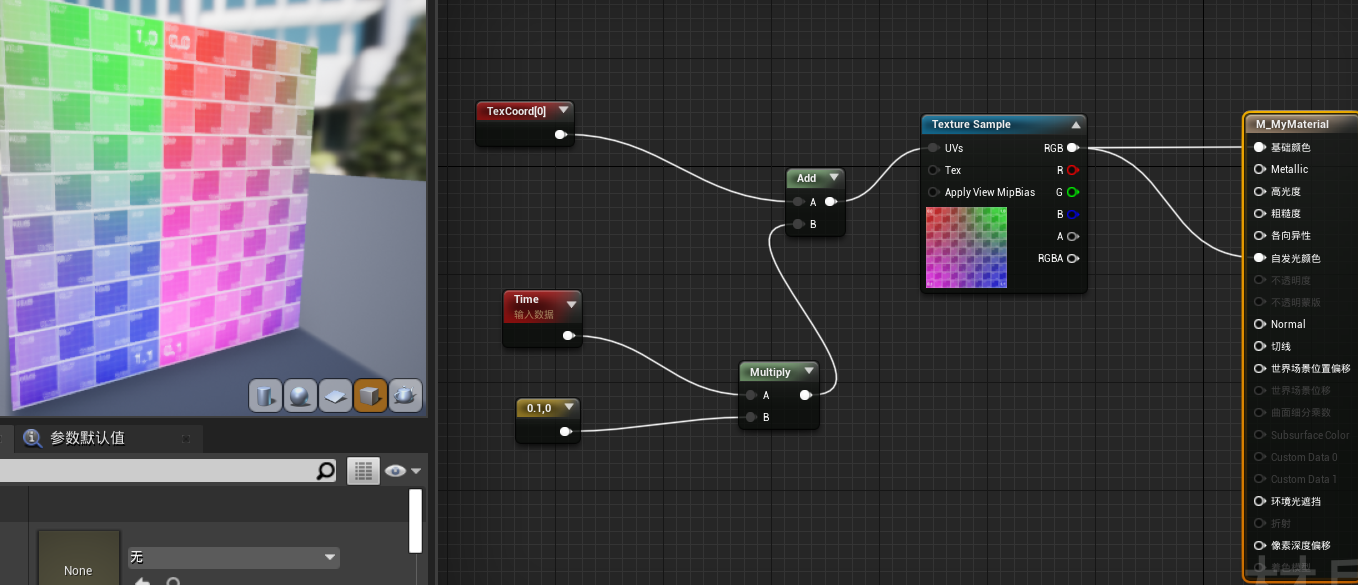 1,0
0,0
1,1
0,1
TexCoord[0]
Add
A
B
Time
输入数据
0.1,0
Multiply
A
B
Texture Sample
UVs
RGB
Tex
R
Apply View MipBias
G
B
A
RGBA
M_MyMaterial
基础颜色
Metallic
高光度
粗糙度
各向异性
自发光颜色
不透明度
不透明蒙版
Normal
切线
世界场景位置偏移
世界场景位移
曲面细分乘数
Subsurface Color
Custom Data 0
Custom Data 1
环境光遮挡
折射
像素深度偏移
参数默认值
None
无